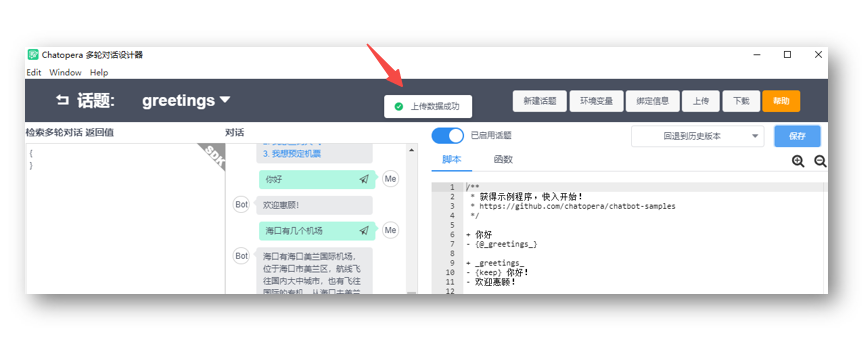 Chatopera 多轮对话设计器
Edit Window Help
话题: greetings
上传数据成功
新建话题 环境变量 绑定信息 上传 下载 帮助
检索多轮对话 返回值
对话
已启用话题
回退到历史版本
保存
{
}
SDK
3. 我想预定机票
你好
Me
Bot
欢迎惠顾!
海口有几个机场
Me
Bot
海口有海口美兰国际机场,
位于海口市美兰区, 航线飞
往国内大中城市, 也有飞往
脚本 函数
1 /**
2 * 获得示例程序,快入开始!
3 * https://github.com/chatopera/chatbot-samples
4 */
5
6 + 你好
7 - {@_greetings_}
8
9 + _greetings_
10 - {keep} 你好!
11 - 欢迎惠顾!
12